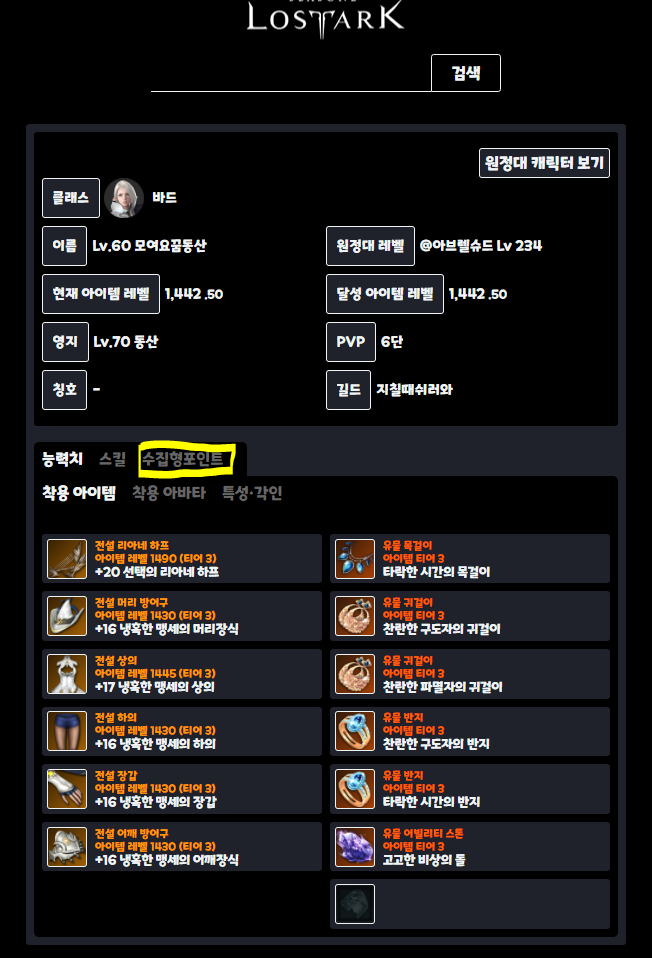 LOSTARK
검색
원정대 캐릭터 보기
클래스 바드
이름 Lv.60 모여요꿈동산
원정대 레벨 @아브렐슈드 Lv 234
현재 아이템 레벨 1,442.50
달성 아이템 레벨 1,442.50
영지 Lv.70 동산
PVP 6단
칭호 -
길드 지칠때쉬러와
능력치 스킬 수집형포인트
착용 아이템 착용 아바타 특성·각인
전설 리아네 하프
아이템 레벨 1490 (티어 3)
+20 선택의 리아네 하프
유물 목걸이
아이템 티어 3
타락한 시간의 목걸이
전설 머리 방어구
아이템 레벨 1430 (티어 3)
+16 냉혹한 맹세의 머리장식
유물 귀걸이
아이템 티어 3
찬란한 구도자의 귀걸이
전설 상의
아이템 레벨 1445 (티어 3)
+17 냉혹한 맹세의 상의
유물 귀걸이
아이템 티어 3
찬란한 파멸자의 귀걸이
전설 하의
아이템 레벨 1430 (티어 3)
+16 냉혹한 맹세의 하의
유물 반지
아이템 티어 3
찬란한 구도자의 반지
전설 장갑
아이템 레벨 1430 (티어 3)
+16 냉혹한 맹세의 장갑
유물 반지
아이템 티어 3
타락한 시간의 반지
전설 어깨 방어구
아이템 레벨 1430 (티어 3)
+16 냉혹한 맹세의 어깨장식
유물 어빌리티 스톤
아이템 티어 3
고고한 비상의 돌